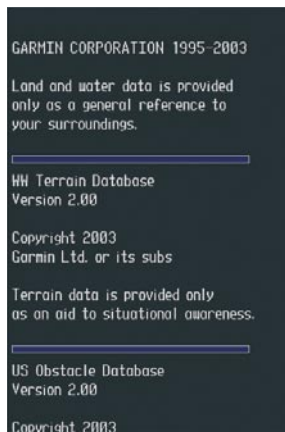 GARMIN CORPORATION 1995-2003
Land and water data is provided
only as a general reference to
your surroundings.
WW Terrain Database
Version 2.00
Copyright 2003
Garmin Ltd. or its subs
Terrain data is provided only
as an aid to situational awareness.
US Obstacle Database
Version 2.00
Copyright 2003